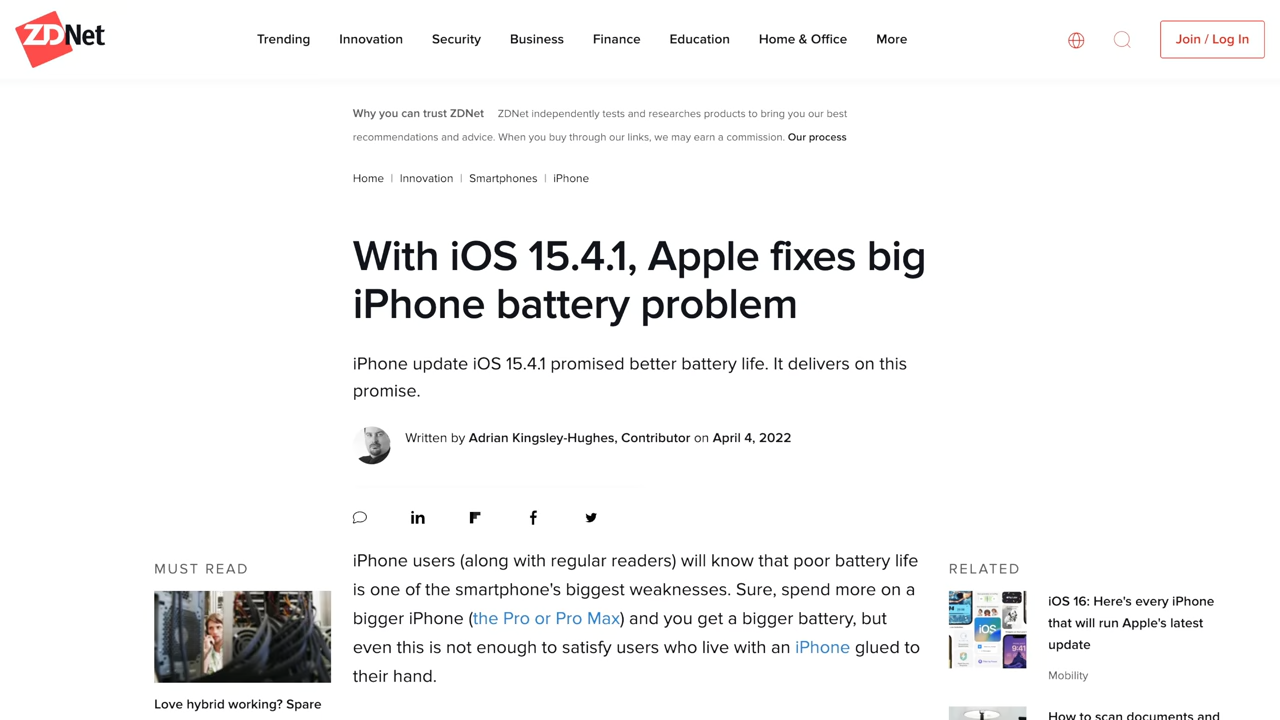 ZDNet
Trending Innovation Security Business Finance Education Home & Office More
Join / Log In
Why you can trust ZDNet ZDNet independently tests and researches products to bring you our best
recommendations and advice. When you buy through our links, we may earn a commission. Our process
Home | Innovation | Smartphones | iPhone
With iOS 15.4.1, Apple fixes big
iPhone battery problem
iPhone update iOS 15.4.1 promised better battery life. It delivers on this
promise.
Written by Adrian Kingsley-Hughes, Contributor on April 4, 2022
iPhone users (along with regular readers) will know that poor battery life
is one of the smartphone's biggest weaknesses. Sure, spend more on a
bigger iPhone (the Pro or Pro Max) and you get a bigger battery, but
even this is not enough to satisfy users who live with an iPhone glued to
their hand.
MUST READ
Love hybrid working? Spare
RELATED
iOS
9:41
iOS 16: Here's every iPhone
that will run Apple's latest
update
Mobility
How to scan documents and